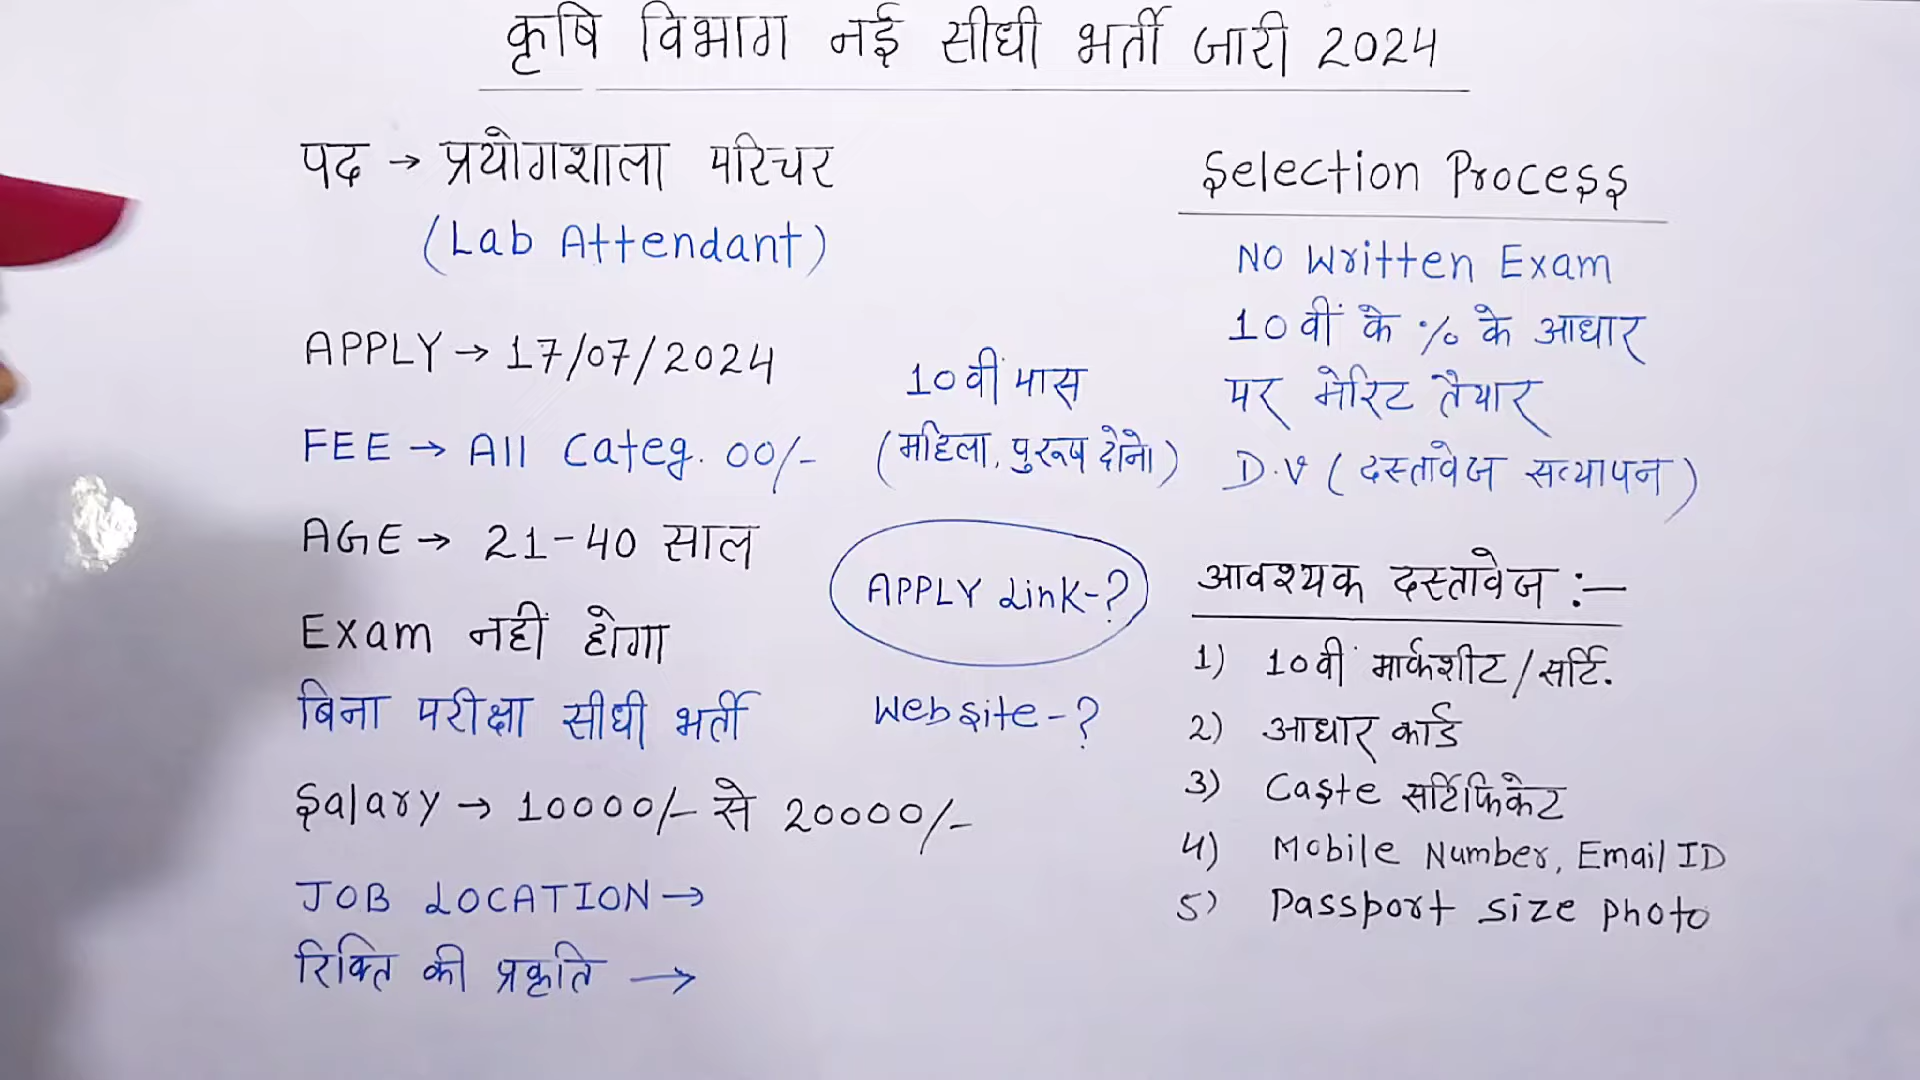 कृषि विभाग नई सीधी भर्ती जारी 2024
पद → प्रयोगशाला परिचर
(Lab Attendant)
APPLY → 17/07/2024
FEE → All Categ. 00/-
AGE → 21-40 साल
Exam नहीं होगा
बिना परीक्षा सीधी भर्ती
Salary → 10000/- से 20000/-
JOB LOCATION →
रिक्ति की प्रकृति →
10वीं पास
(महिला, पुरूष दोनो)
APPLY Link-?
Website-?
Selection Process
No Written Exam
10वीं के % के आधार
पर मेरिट तैयार
D.V (दस्तावेज सत्यापन)
आवश्यक दस्तावेज :-
1) 10वी मार्कशीट/सर्टि.
2) आधार कार्ड
3) Caste सर्टिफिकेट
4) Mobile Number, Email ID
5) Passport size photo